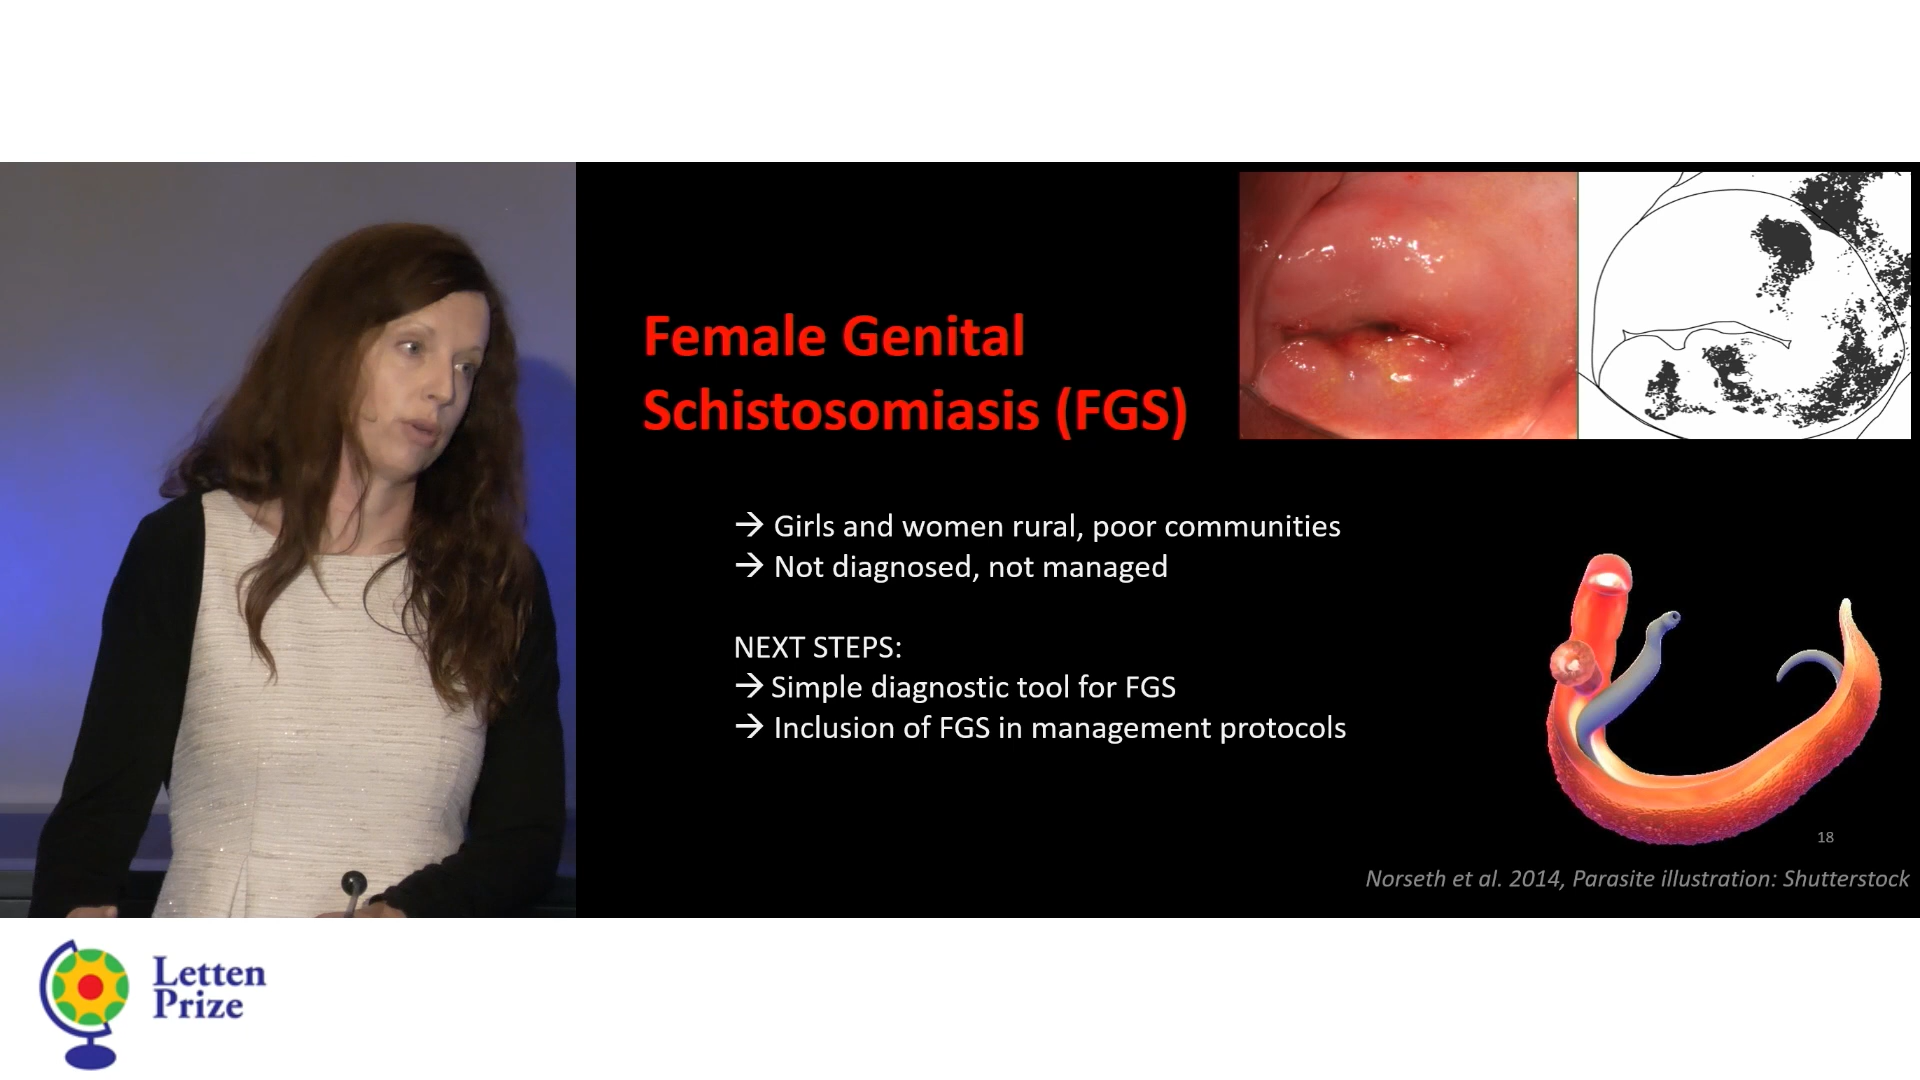 Female Genital
Schistosomiasis (FGS)
→ Girls and women rural, poor communities
→ Not diagnosed, not managed
NEXT STEPS:
→ Simple diagnostic tool for FGS
→ Inclusion of FGS in management protocols
18
Norseth et al. 2014, Parasite illustration: Shutterstock
Letten
Prize